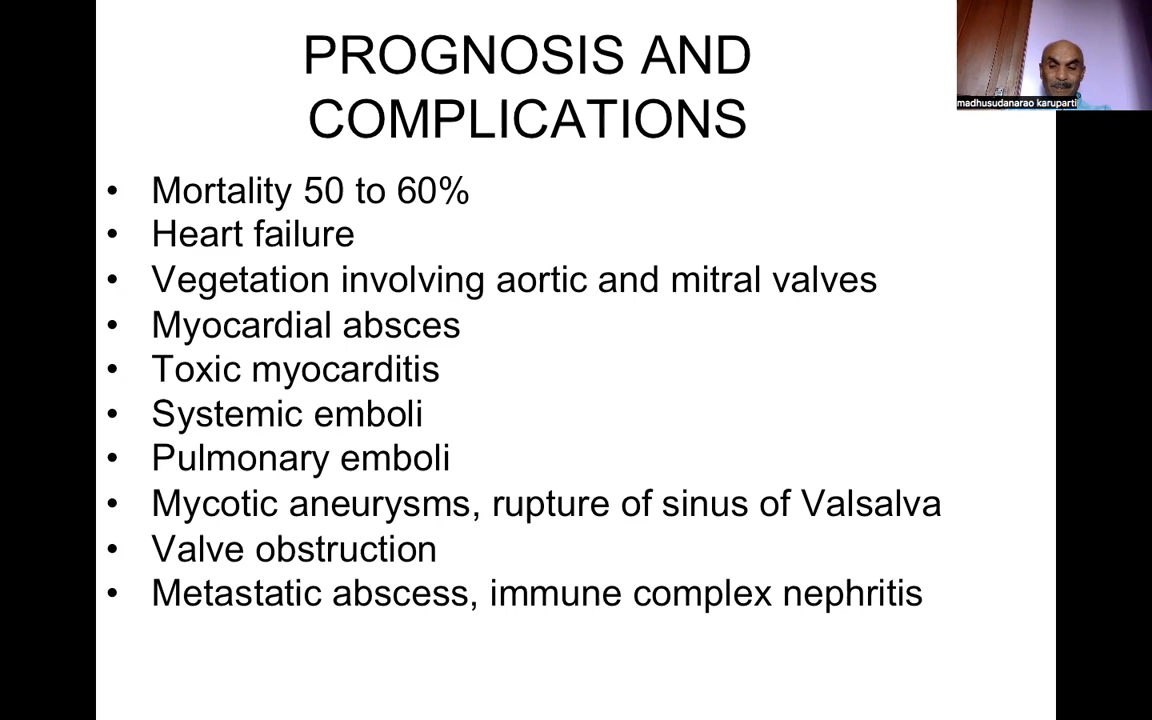 PROGNOSIS AND
COMPLICATIONS
madhusudanarao karuparti
• Mortality 50 to 60%
• Heart failure
• Vegetation involving aortic and mitral valves
• Myocardial absces
• Toxic myocarditis
• Systemic emboli
• Pulmonary emboli
• Mycotic aneurysms, rupture of sinus of Valsalva
• Valve obstruction
• Metastatic abscess, immune complex nephritis